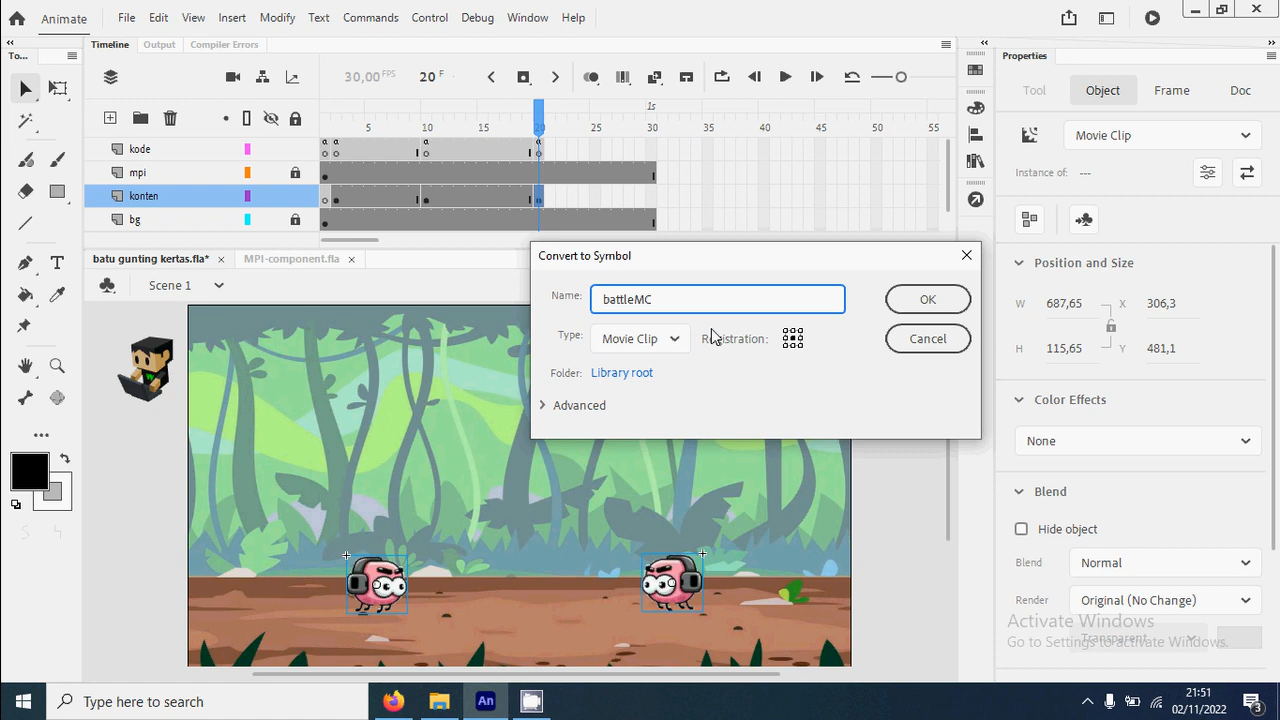 Animate
File Edit View Insert Modify Text Commands Control Debug Window Help
To...
Timeline Output Compiler Errors
30,00 FPS 20 F
1s
5 10 15 20 25 30 35 40 45 50 55
kode
mpi
konten
bg
batu gunting kertas.fla* MPI-component.fla
Scene 1
Convert to Symbol
Name: battleMC
OK
Type: Movie Clip
Registration:
Cancel
Folder: Library root
Advanced
Properties
Tool Object Frame Doc
Movie Clip
Instance of: ---
Position and Size
W 687,65 X 306,3
H 115,65 Y 481,1
Color Effects
None
Blend
Hide object
Blend Normal
Render Original (No Change)
Transparent
Activate Windows
Go to Settings to activate Windows.
An
Type here to search
21:51
02/11/2022
3